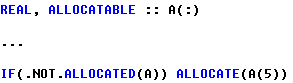 REAL, ALLOCATABLE :: A(:)
...
IF(.NOT.ALLOCATED(A)) ALLOCATE(A(5))